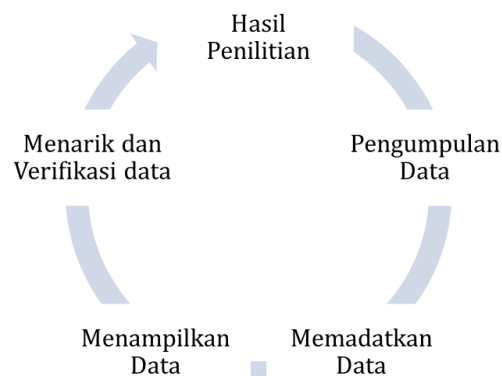 Hasil
Penilitian
Pengumpulan
Data
Memadatkan
Data
Menampilkan
Data
Menarik dan
Verifikasi data